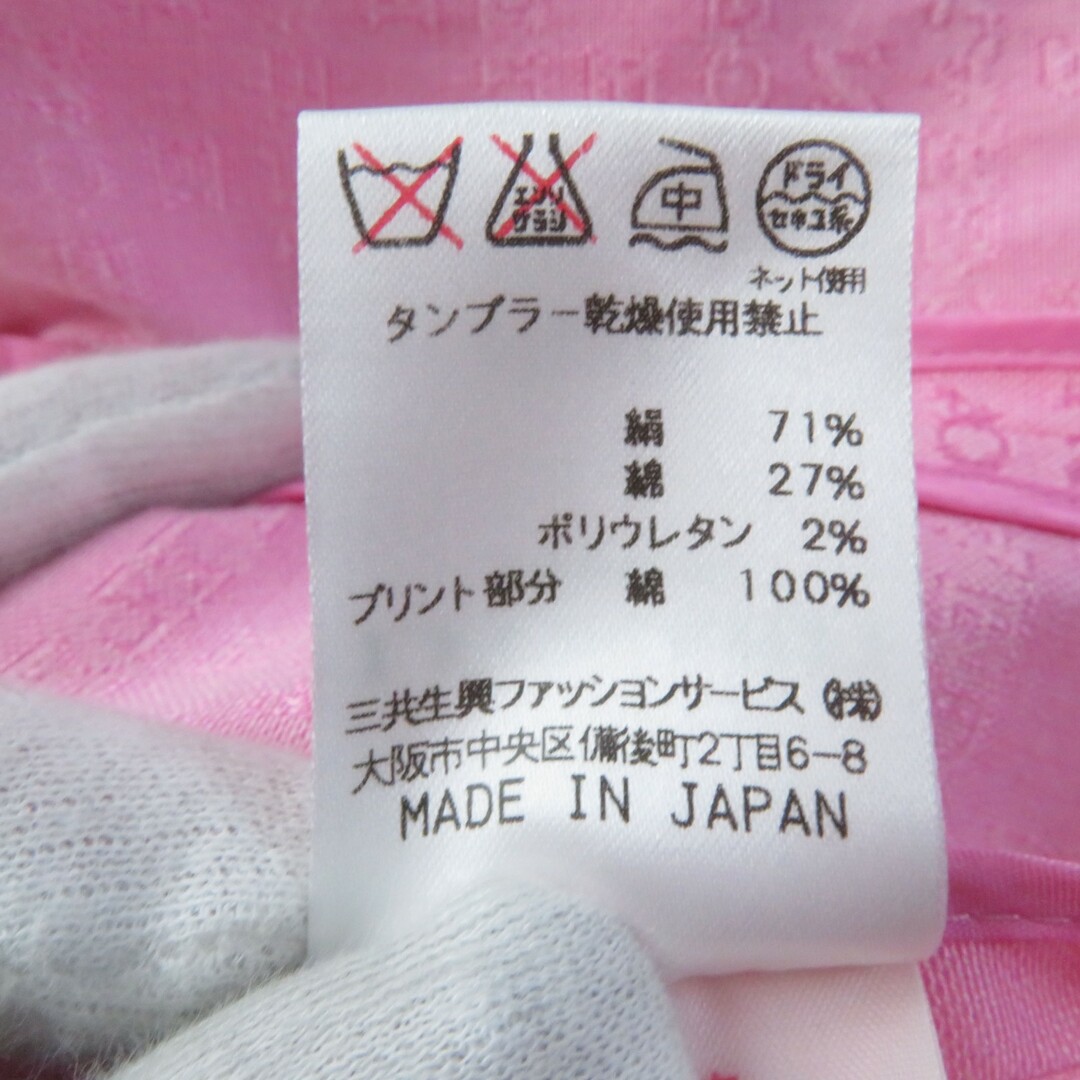 エンソ
サラシ
中
ドライ
セキユ系
ネット使用
タンブラー乾燥使用禁止
絹 71%
綿 27%
ポリウレタン 2%
プリント部分 綿 100%
三共生興ファッションサービス(株)
大阪市中央区備後町2丁目6-8
MADE IN JAPAN